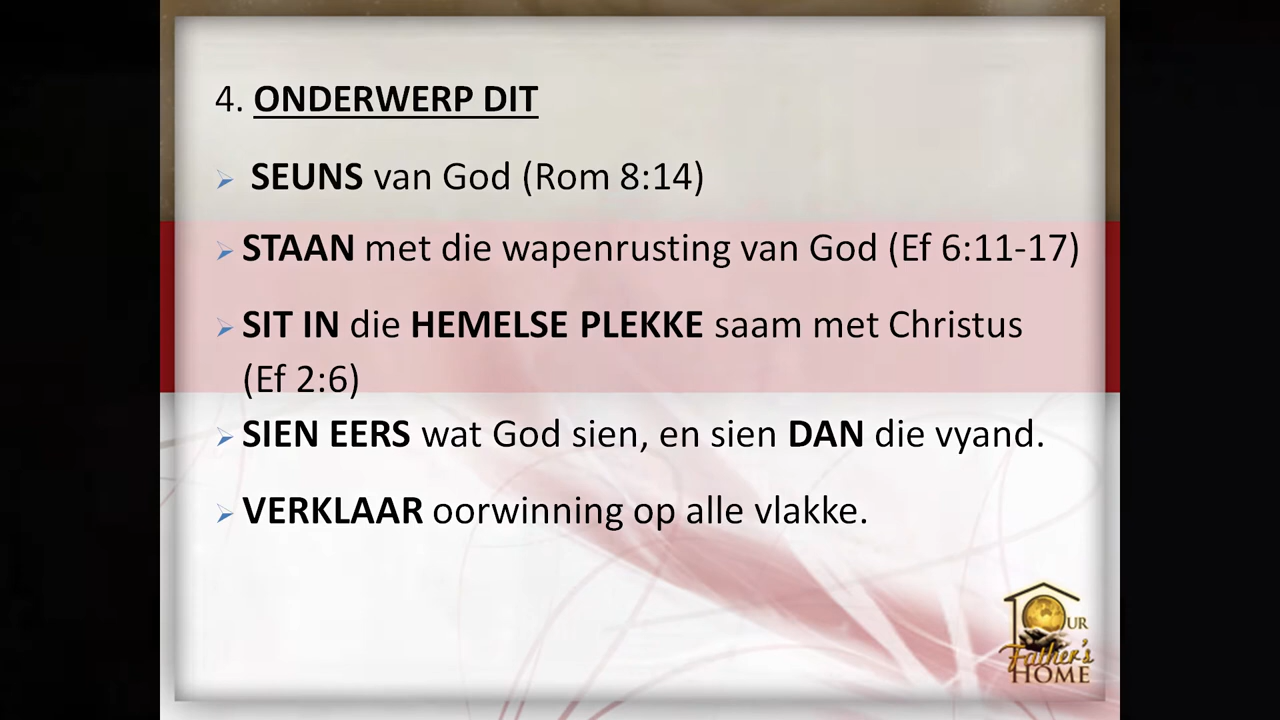 4. ONDERWERP DIT
SEUNS van God (Rom 8:14)
STAAN met die wapenrusting van God (Ef 6:11-17)
SIT IN die HEMELSE PLEKKE saam met Christus
(Ef 2:6)
SIEN EERS wat God sien, en sien DAN die vyand.
VERKLAAR oorwinning op alle vlakke.
OUR
Father's
HOME